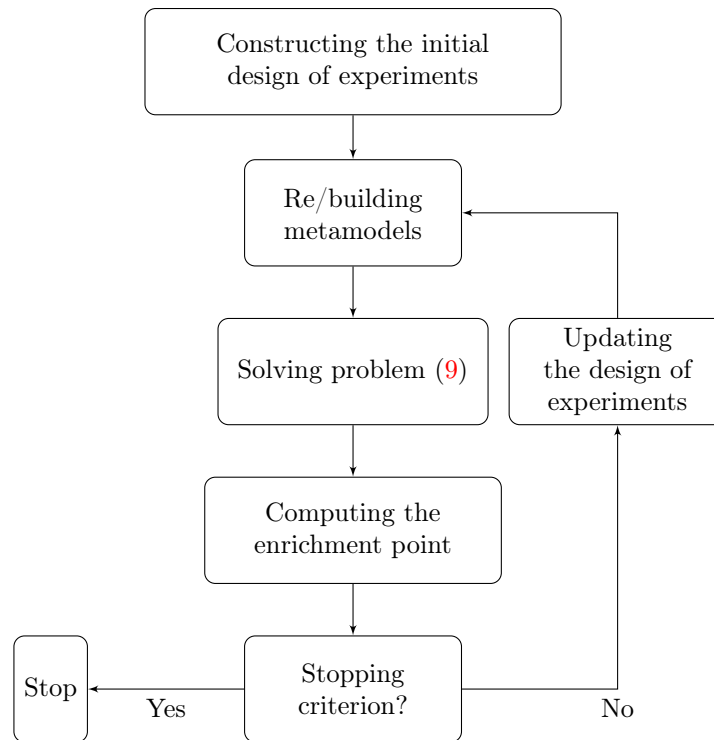 Constructing the initial
design of experiments
Re/building
metamodels
Solving problem (9)
Updating
the design of
experiments
Computing the
enrichment point
Stop
Yes
Stopping
criterion?
No